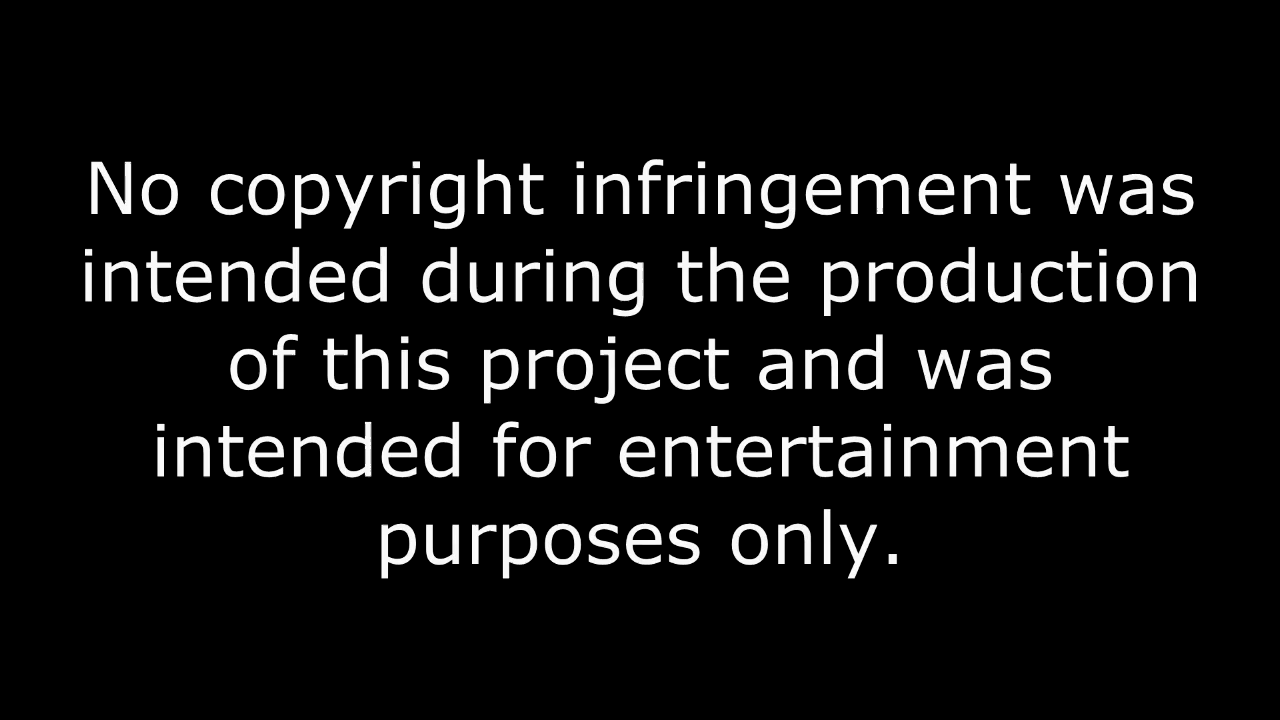 No copyright infringement was
intended during the production
of this project and was
intended for entertainment
purposes only.